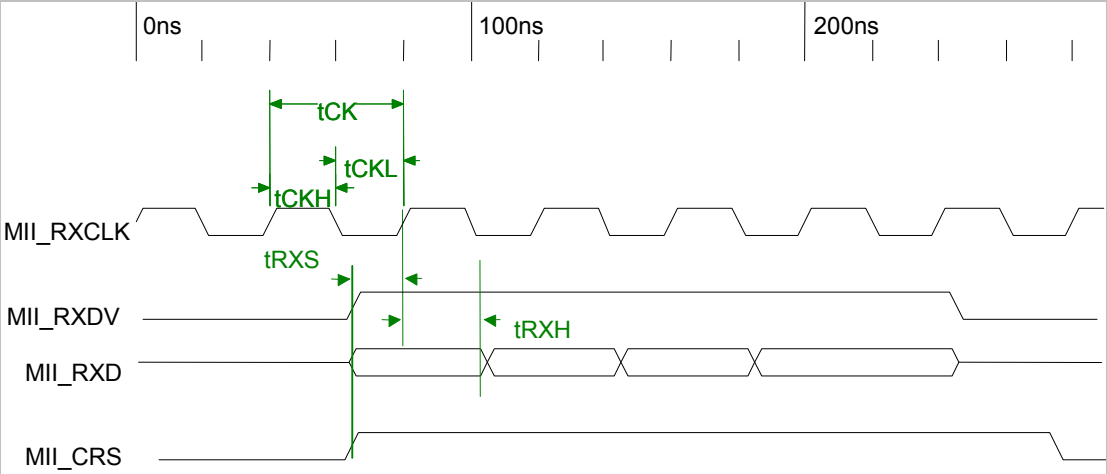 0ns 100ns 200ns
tCK
tCKL
tCKH
MII_RXCLK
tRXS
MII_RXDV
tRXH
MII_RXD
MII_CRS